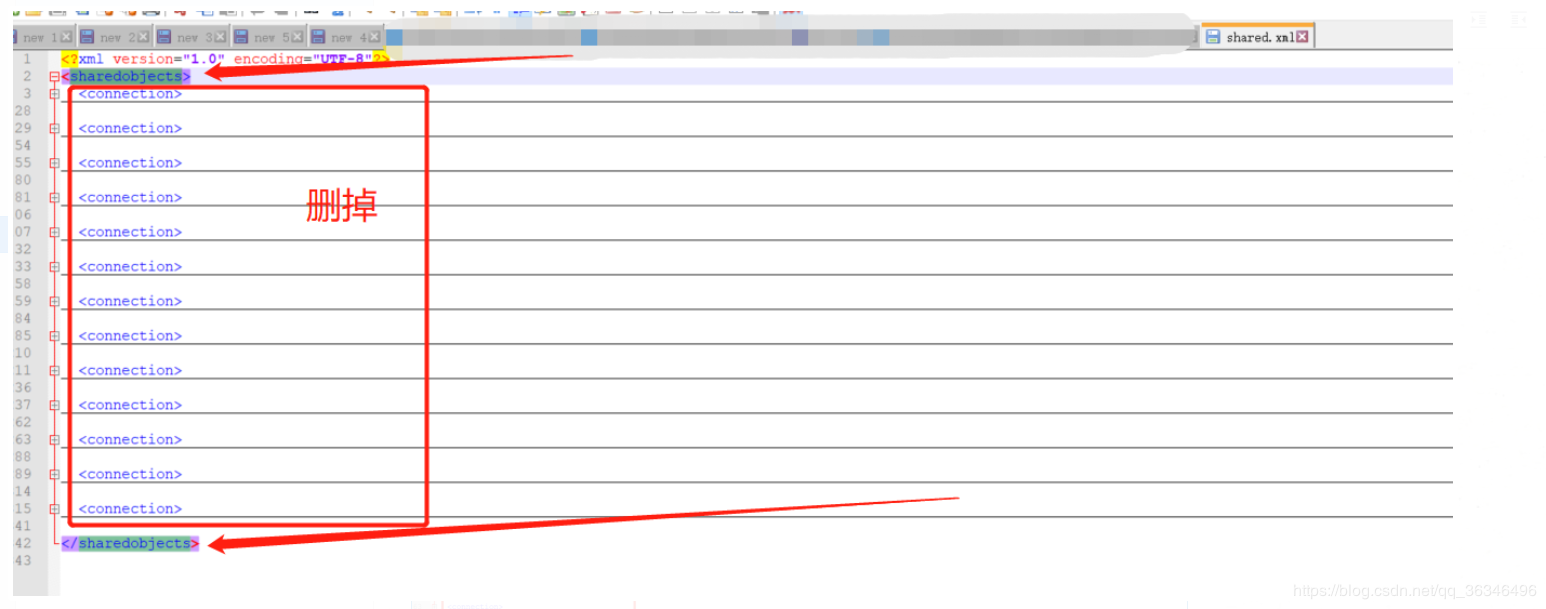 new 1 new 2 new 3 new 5 new 4 shared.xml
1 <?xml version="1.0" encoding="UTF-8"?>
2 <sharedobjects>
3 <connection>
28
29 <connection>
54
55 <connection>
80
81 <connection>
删掉
06
07 <connection>
32
33 <connection>
58
59 <connection>
84
85 <connection>
10
11 <connection>
36
37 <connection>
62
63 <connection>
88
89 <connection>
14
15 <connection>
41
42 </sharedobjects>
43
https://blog.csdn.net/qq_36346496